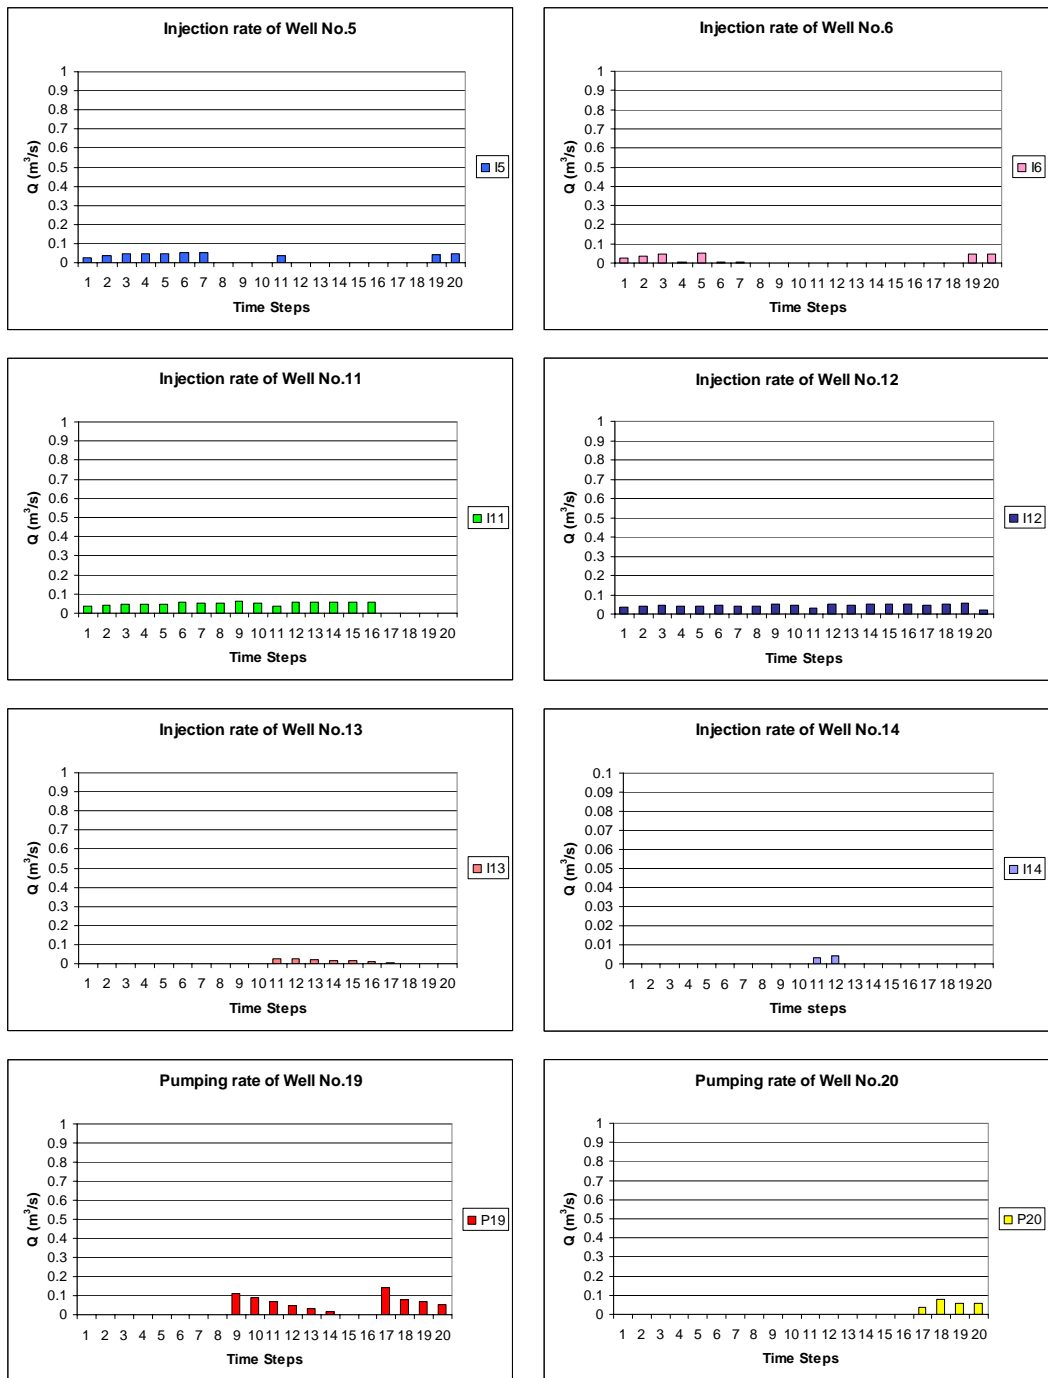 Injection rate of Well No.5
1
0.9
0.8
0.7
0.6
0.5
0.4
0.3
0.2
0.1
0
Q (m³/s)
1 2 3 4 5 6 7 8 9 10 11 12 13 14 15 16 17 18 19 20
Time Steps
I5
Injection rate of Well No.6
1
0.9
0.8
0.7
0.6
0.5
0.4
0.3
0.2
0.1
0
Q (m³/s)
1 2 3 4 5 6 7 8 9 10 11 12 13 14 15 16 17 18 19 20
Time Steps
I6
Injection rate of Well No.11
1
0.9
0.8
0.7
0.6
0.5
0.4
0.3
0.2
0.1
0
Q (m³/s)
1 2 3 4 5 6 7 8 9 10 11 12 13 14 15 16 17 18 19 20
Time Steps
I11
Injection rate of Well No.12
1
0.9
0.8
0.7
0.6
0.5
0.4
0.3
0.2
0.1
0
Q (m³/s)
1 2 3 4 5 6 7 8 9 10 11 12 13 14 15 16 17 18 19 20
Time Steps
I12
Injection rate of Well No.13
1
0.9
0.8
0.7
0.6
0.5
0.4
0.3
0.2
0.1
0
Q (m³/s)
1 2 3 4 5 6 7 8 9 10 11 12 13 14 15 16 17 18 19 20
Time Steps
I13
Injection rate of Well No.14
0.1
0.09
0.08
0.07
0.06
0.05
0.04
0.03
0.02
0.01
0
Q (m³/s)
1 2 3 4 5 6 7 8 9 10 11 12 13 14 15 16 17 18 19 20
Time steps
I14
Pumping rate of Well No.19
1
0.9
0.8
0.7
0.6
0.5
0.4
0.3
0.2
0.1
0
Q (m³/s)
1 2 3 4 5 6 7 8 9 10 11 12 13 14 15 16 17 18 19 20
Time Steps
P19
Pumping rate of Well No.20
1
0.9
0.8
0.7
0.6
0.5
0.4
0.3
0.2
0.1
0
Q (m³/s)
1 2 3 4 5 6 7 8 9 10 11 12 13 14 15 16 17 18 19 20
Time Steps
P20